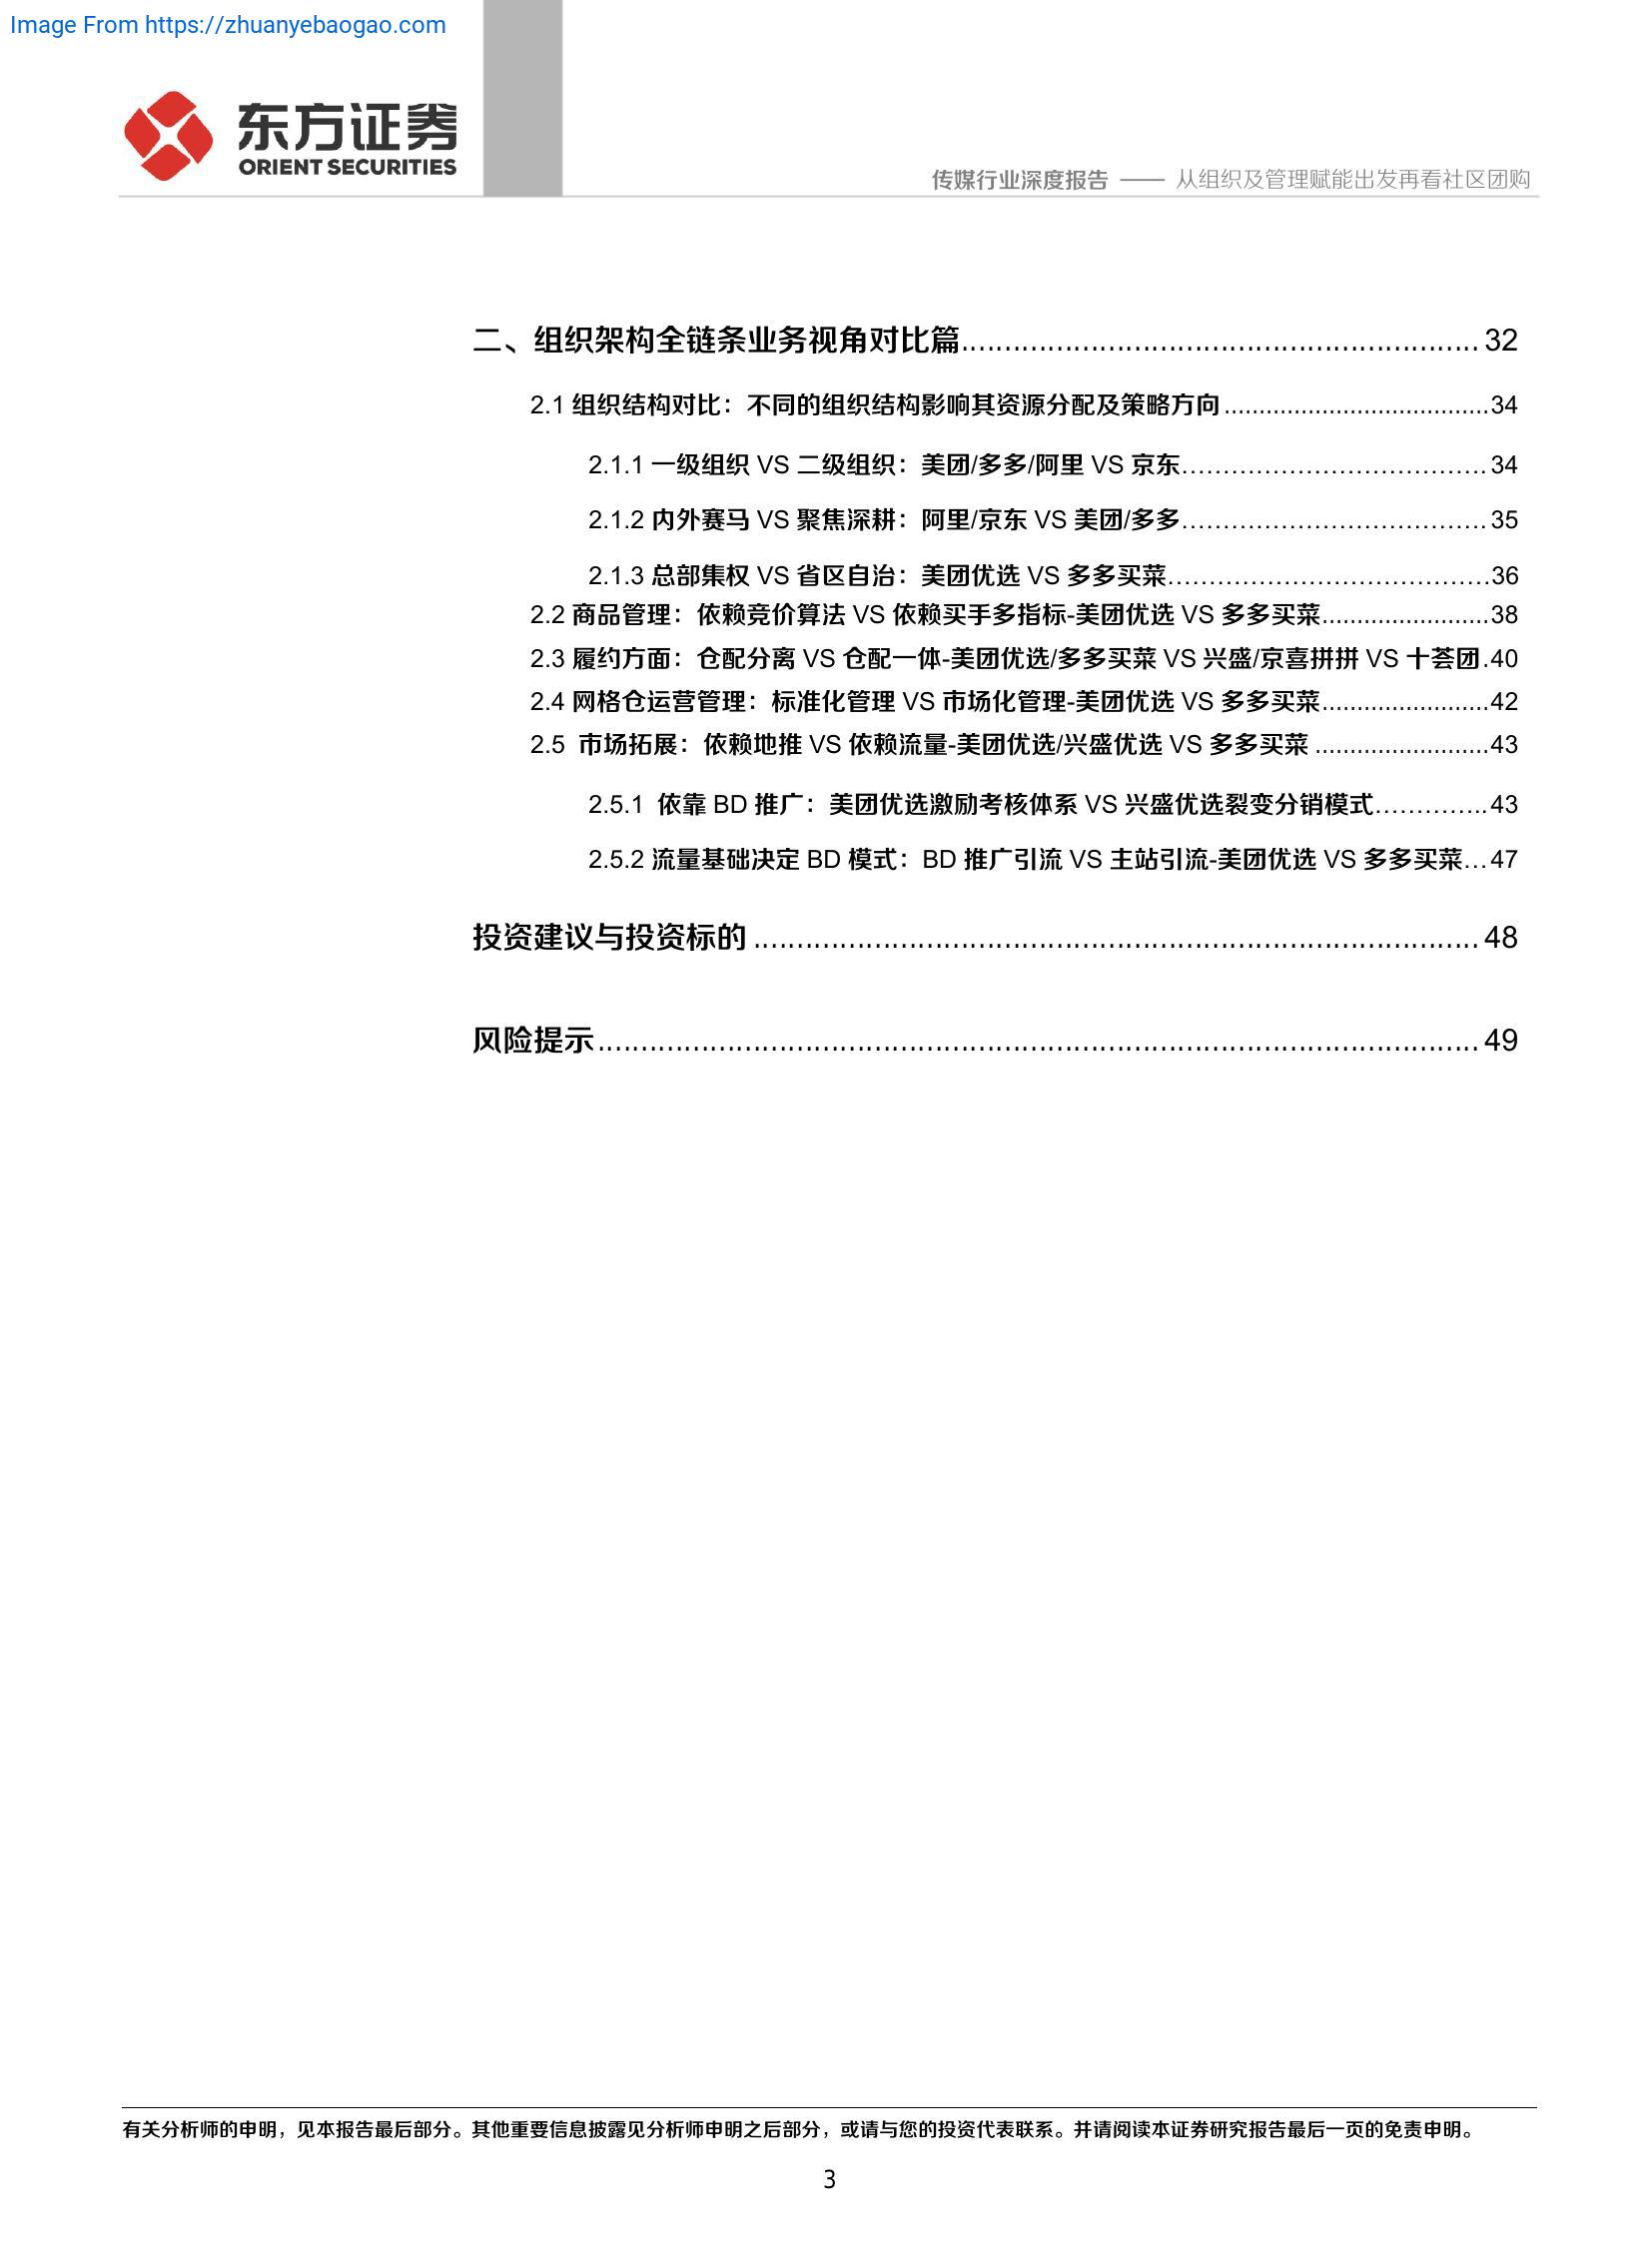 Image From https://zhuanyebaogao.com
东方证券
ORIENT SECURITIES
传媒行业深度报告 —— 从组织及管理赋能出发再看社区团购
二、组织架构全链条业务视角对比篇............................................................ 32
2.1 组织结构对比：不同的组织结构影响其资源分配及策略方向......................................34
2.1.1 一级组织 VS 二级组织：美团/多多/阿里 VS 京东.....................................34
2.1.2 内外赛马 VS 聚焦深耕：阿里/京东 VS 美团/多多.....................................35
2.1.3 总部集权 VS 省区自治：美团优选 VS 多多买菜.......................................36
2.2 商品管理：依赖竞价算法 VS 依赖买手多指标-美团优选 VS 多多买菜........................38
2.3 履约方面：仓配分离 VS 仓配一体-美团优选/多多买菜 VS 兴盛/京喜拼拼 VS 十荟团.40
2.4 网格仓运营管理：标准化管理 VS 市场化管理-美团优选 VS 多多买菜........................42
2.5 市场拓展：依赖地推 VS 依赖流量-美团优选/兴盛优选 VS 多多买菜 .........................43
2.5.1 依靠 BD 推广：美团优选激励考核体系 VS 兴盛优选裂变分销模式..............43
2.5.2 流量基础决定 BD 模式：BD 推广引流 VS 主站引流-美团优选 VS 多多买菜...47
投资建议与投资标的 .................................................................................... 48
风险提示...................................................................................................... 49
有关分析师的申明，见本报告最后部分。其他重要信息披露见分析师申明之后部分，或请与您的投资代表联系。并请阅读本证券研究报告最后一页的免责申明。
3